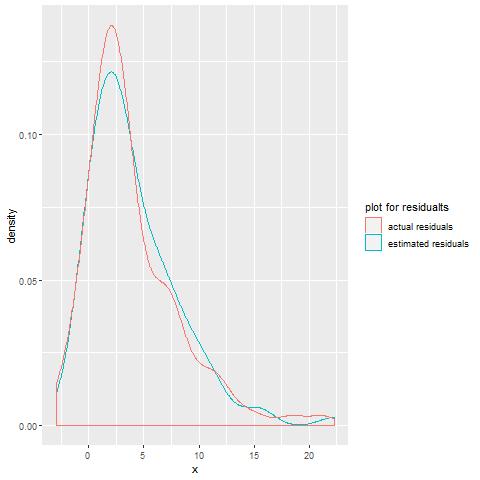 density
0.10
0.05
0.00
0
5
10
15
20
x
plot for residualts
actual residuals
estimated residuals